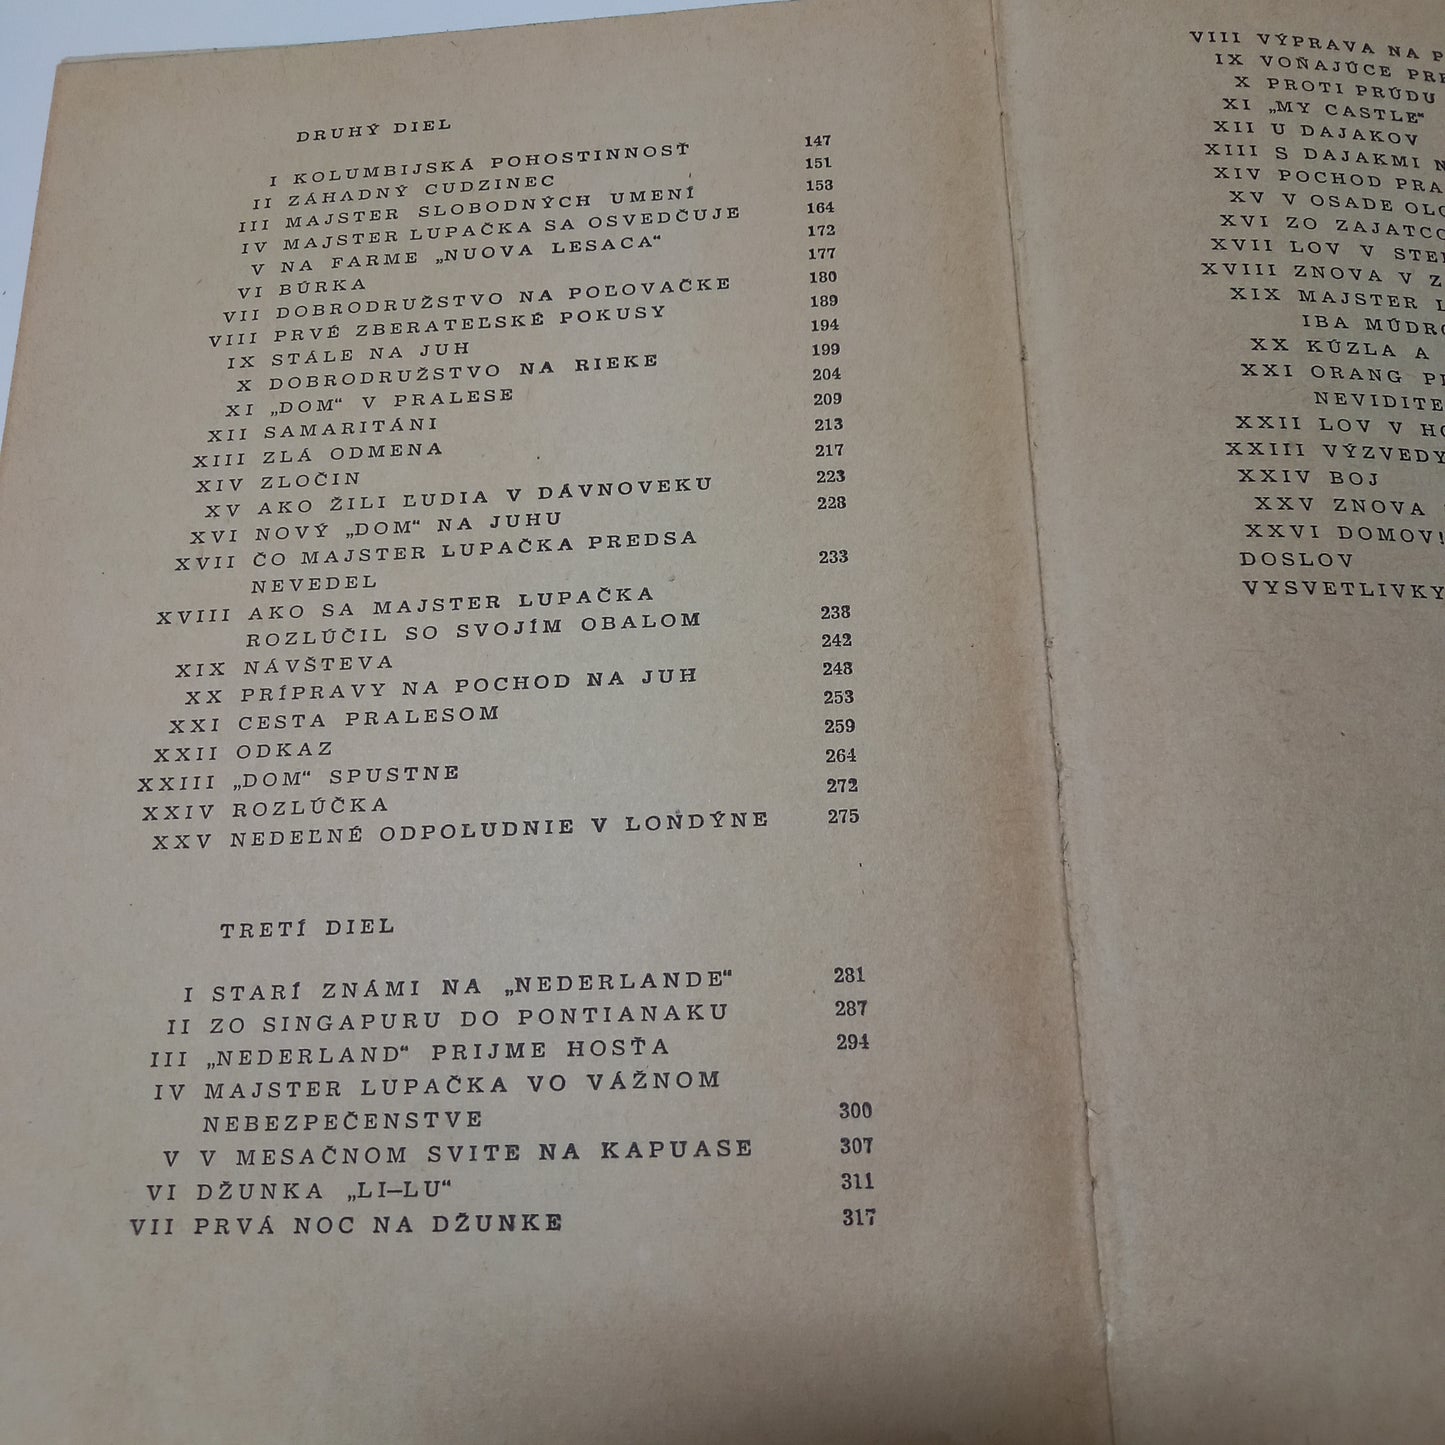 DRUHÝ DIEL
I KOLUMBIJSKÁ POHOSTINNOSŤ 147
II ZÁHADNÝ CUDZINEC 151
III MAJSTER SLOBODNÝCH UMENÍ 153
IV MAJSTER LUPAČKA SA OSVEDČUJE 164
V NA FARME „NUOVA LESACA“ 172
VI BÚRKA 177
VII DOBRODRUŽSTVO NA POĽOVAČKE 180
VIII PRVÉ ZBERATEĽSKÉ POKUSY 189
IX STÁLE NA JUH 194
X DOBRODRUŽSTVO NA RIEKE 199
XI „DOM“ V PRALESE 204
XII SAMARITÁNI 209
XIII ZLÁ ODMENA 213
XIV ZLOČIN 217
XV AKO ŽILI ĽUDIA V DÁVNOVEKU 223
XVI NOVÝ „DOM“ NA JUHU 228
XVII ČO MAJSTER LUPAČKA PREDSA
NEVEDEL 233
XVIII AKO SA MAJSTER LUPAČKA
ROZLÚČIL SO SVOJÍM OBALOM 238
XIX NÁVŠTEVA 242
XX PRÍPRAVY NA POCHOD NA JUH 248
XXI CESTA PRALESOM 253
XXII ODKAZ 259
XXIII „DOM“ SPUSTNE 264
XXIV ROZLÚČKA 272
XXV NEDEĽNÉ ODPOLUDNIE V LONDÝNE 275
TRETÍ DIEL
I STARÍ ZNÁMI NA „NEDERLANDE“ 281
II ZO SINGAPURU DO PONTIANAKU 287
III „NEDERLAND“ PRIJME HOSŤA 294
IV MAJSTER LUPAČKA VO VÁŽNOM
NEBEZPEČENSTVE 300
V V MESAČNOM SVITE NA KAPUASE 307
VI DŽUNKA „LI–LU“ 311
VII PRVÁ NOC NA DŽUNKE 317
VIII VÝPRAVA NA
IX VOŇAJÚCE
X PROTI PRÚDU
XI „MY CASTLE“
XII U DAJAKOV
XIII S DAJAKMI
XIV POCHOD
XV V OSADE
XVI ZO
XVII LOV V
XVIII ZNOVA V
XIX MAJSTER
IBA
XX KÚZLA A
XXI ORANG
XXII LOV V
XXIII
XXIV BOJ
XXV ZNOVA
XXVI DOMOV!
DOSLOV
VYSVETLIVKY